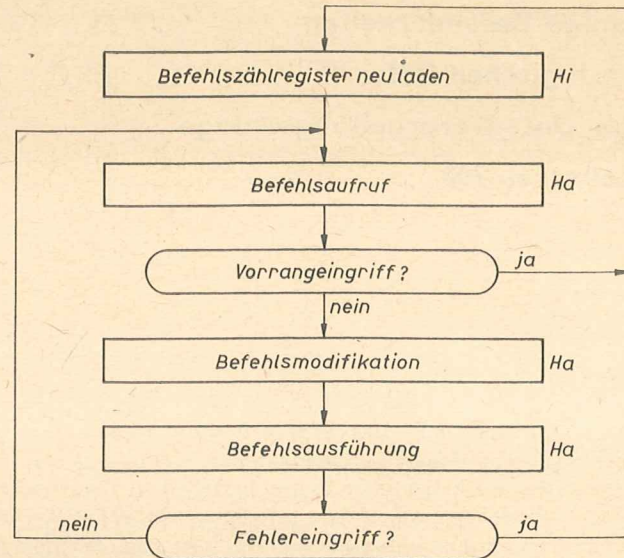 Befehlszählregister neu laden Hi
Befehlsaufruf Ha
Vorrangeingriff? ja
nein
Befehlsmodifikation Ha
Befehlsausführung Ha
nein Fehlereingriff? ja